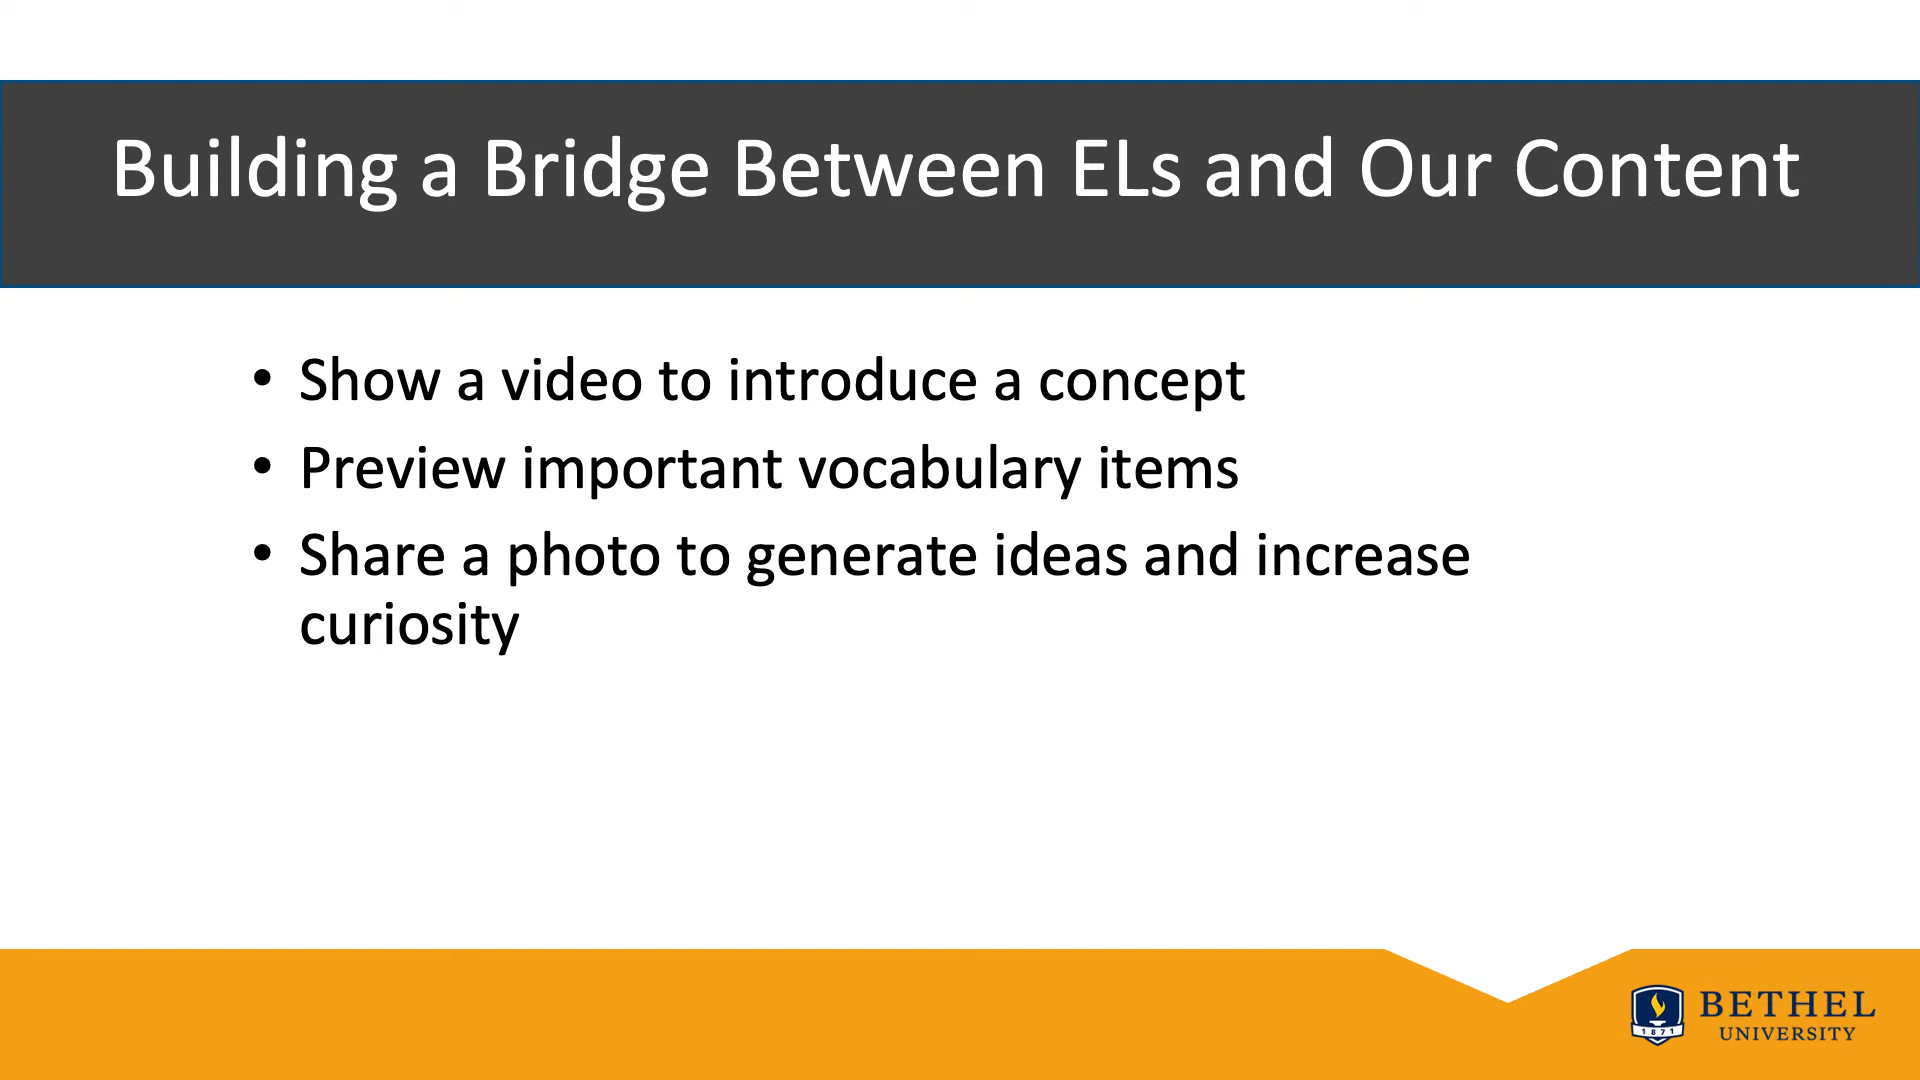 Building a Bridge Between ELs and Our Content
• Show a video to introduce a concept
• Preview important vocabulary items
• Share a photo to generate ideas and increase
curiosity
1871
BETHEL
UNIVERSITY